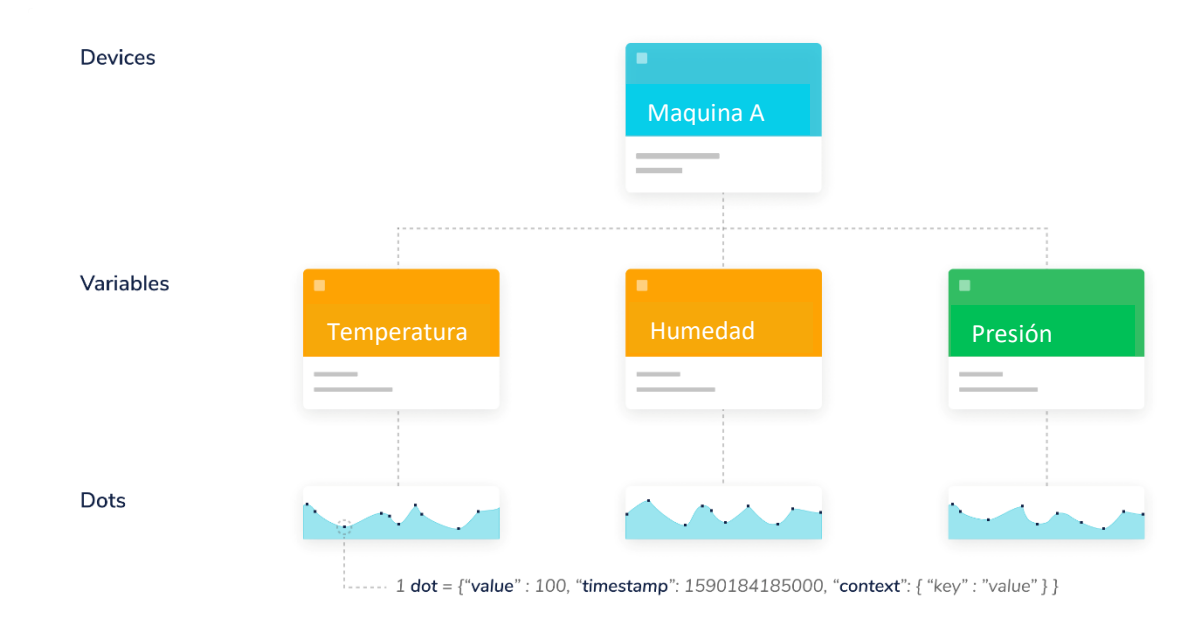 Devices
Maquina A
Variables
Temperatura
Humedad
Presión
Dots
1 dot = {“value” : 100, “timestamp”: 1590184185000, “context”: { “key” : ”value” } }